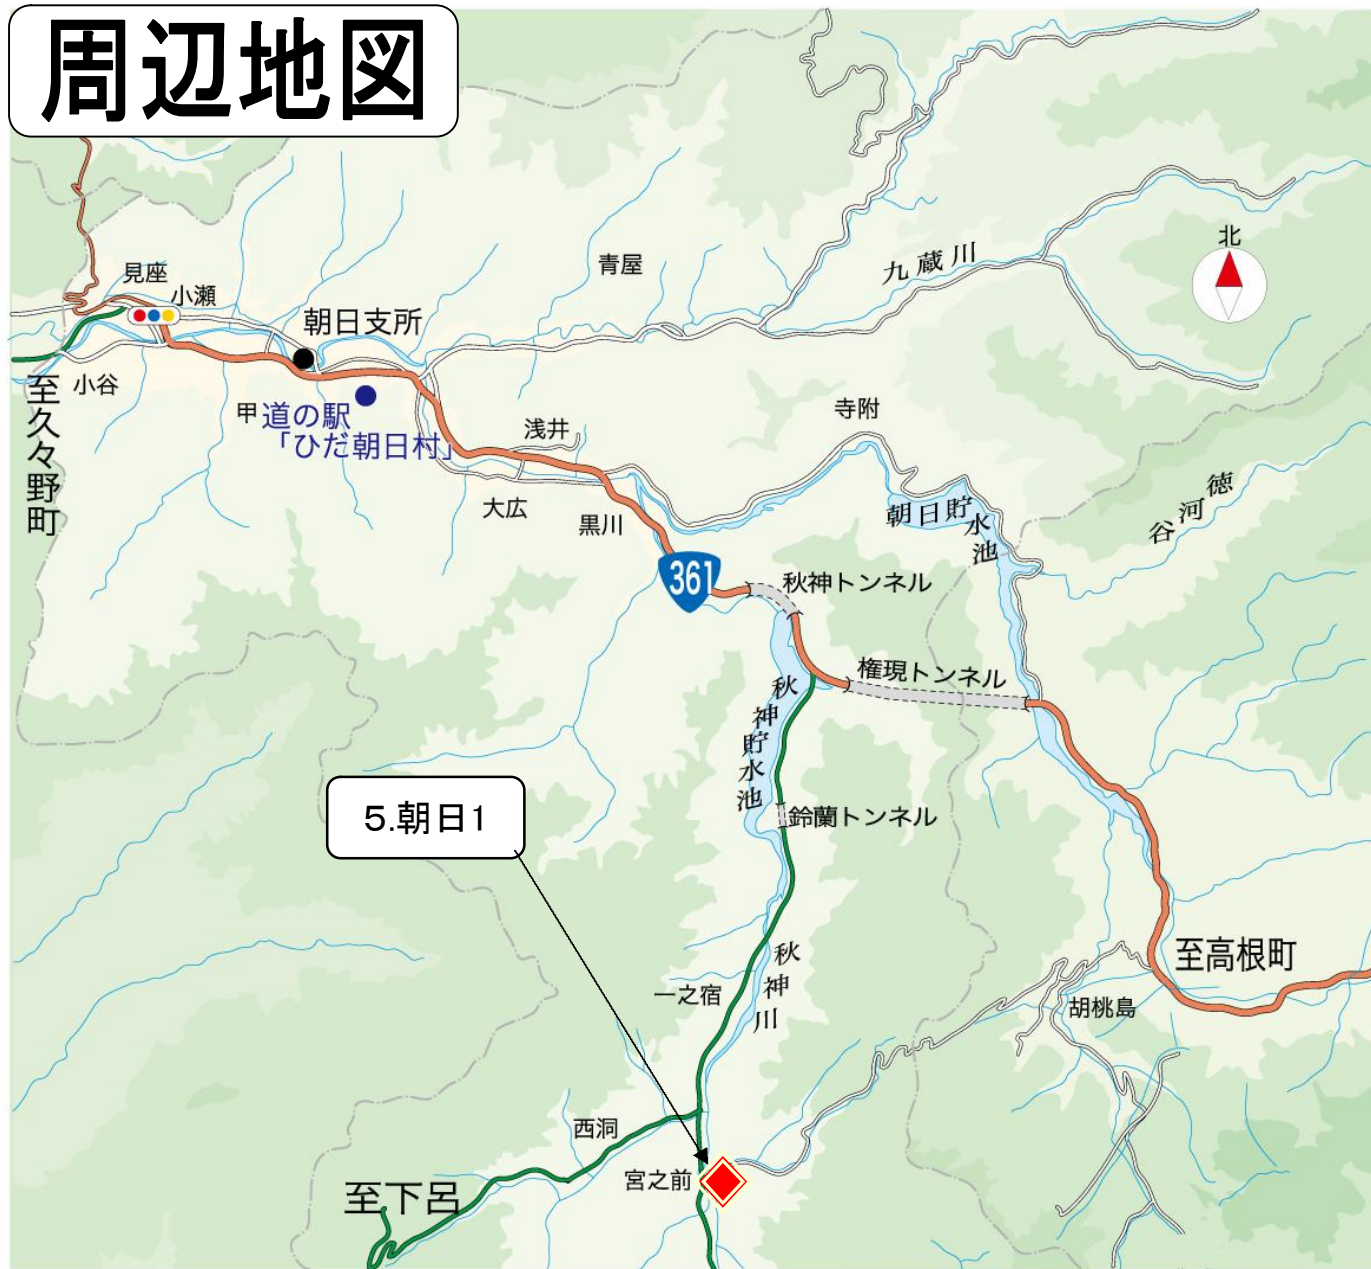 周辺地図
北
九蔵川
青屋
見座
小瀬
朝日支所
小谷
至久々野町
甲
道の駅
「ひだ朝日村」
浅井
寺附
大広
黒川
朝日貯水池
徳河谷
361
秋神トンネル
権現トンネル
秋神貯水池
鈴蘭トンネル
5.朝日1
秋神川
一之宿
至高根町
胡桃島
西洞
宮之前
至下呂